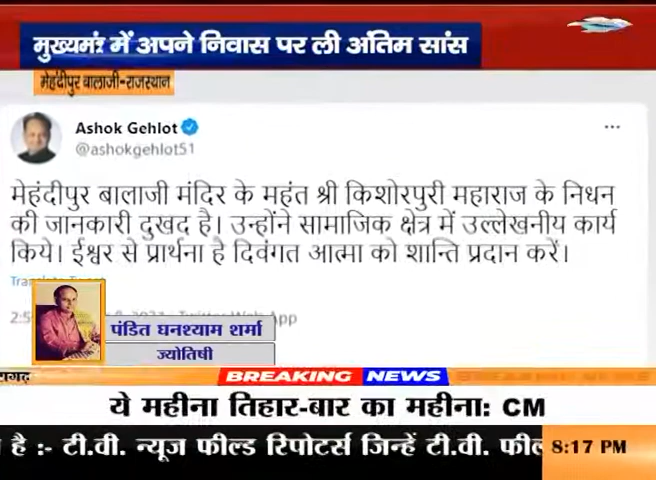 मुख्यमंत्र में अपने निवास पर ली अंतिम सांस
मेहंदीपुर बालाजी-राजस्थान
Ashok Gehlot
@ashokgehlot51
मेहंदीपुर बालाजी मंदिर के महंत श्री किशोरपुरी महाराज के निधन
की जानकारी दुखद है। उन्होंने सामाजिक क्षेत्र में उल्लेखनीय कार्य
किये। ईश्वर से प्रार्थना है दिवंगत आत्मा को शान्ति प्रदान करें।
पंडित घनश्याम शर्मा
ज्योतिषी
BREAKING NEWS
ये महीना तिहार-बार का महीना: CM
है :- टी.वी. न्यूज फील्ड रिपोटर्स जिन्हें टी.वी.
8:17 PM